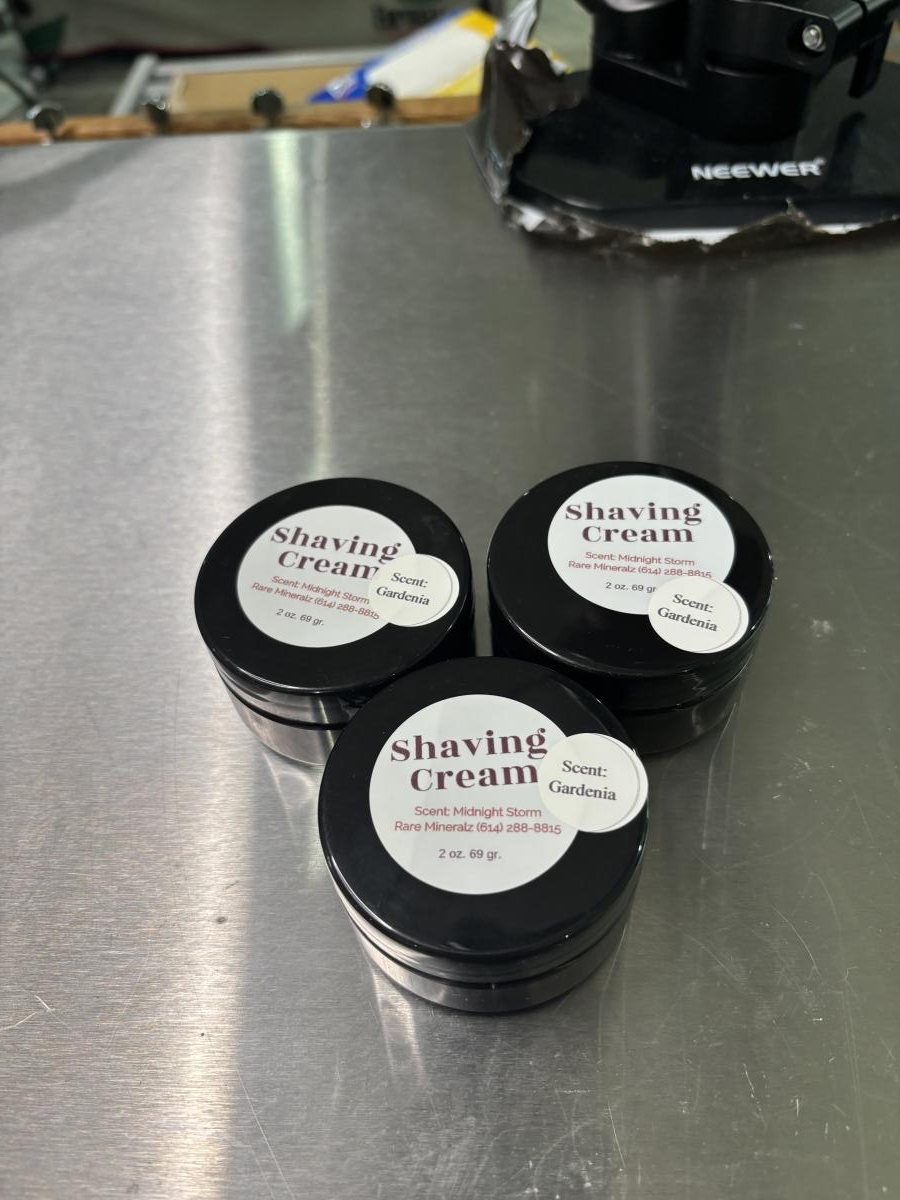 NEEWER
Shaving
Cream
Scent: Midnight Storm
Rare Mineralz (614) 288-8815
2 oz. 69 gr.
Scent:
Gardenia
Shaving
Cream
Scent: Midnight Storm
Rare Mineralz (614) 288-8815
2 oz. 69 gr
Scent:
Gardenia
Shaving
Cream
Scent: Midnight Storm
Rare Mineralz (614) 288-8815
2 oz. 69 gr.
Scent:
Gardenia